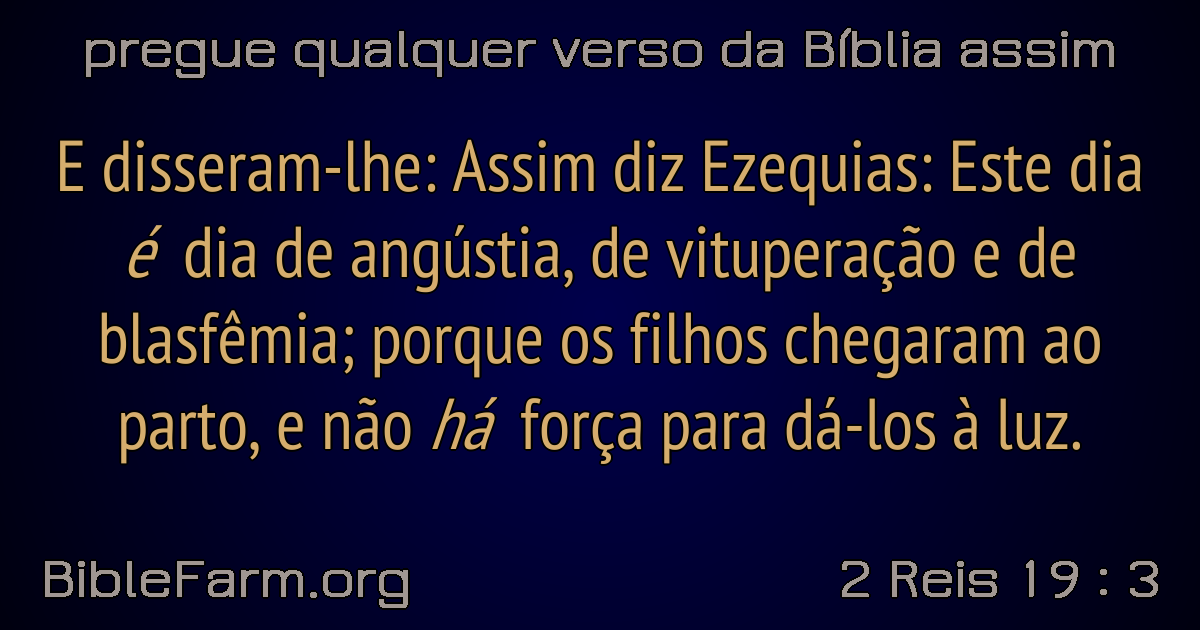 pregue qualquer verso da Bíblia assim
E disseram-lhe: Assim diz Ezequias: Este dia
é dia de angústia, de vituperação e de
blasfêmia; porque os filhos chegaram ao
parto, e não há força para dá-los à luz.
BibleFarm.org
2 Reis 19 : 3